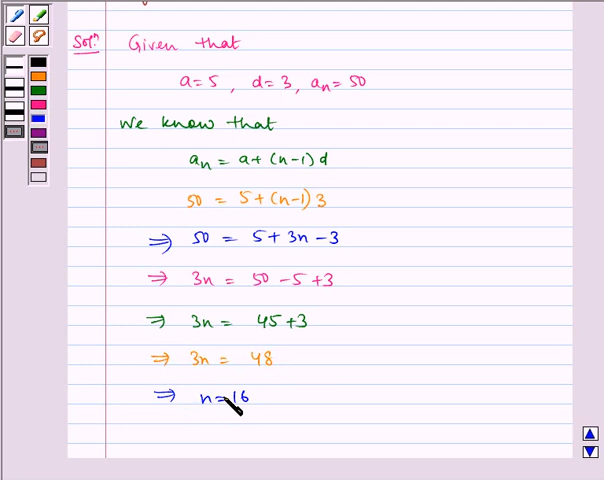 Soln Given that
a=5 , d=3, an=50
We know that
an = a+(n-1)d
50 = 5+(n-1)3
⇒ 50 = 5+3n-3
⇒ 3n = 50-5+3
⇒ 3n = 45+3
⇒ 3n = 48
⇒ n=16